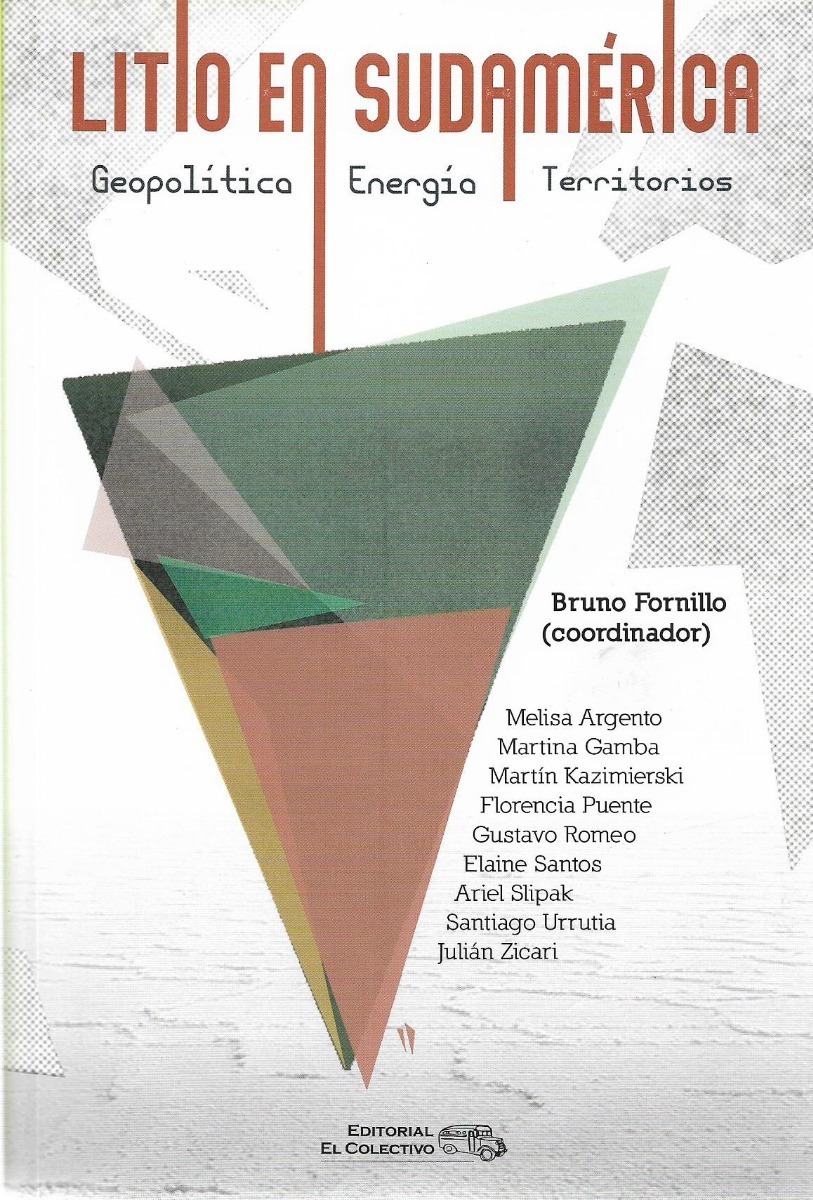 LITIO EN SUDAMÉRICA
Geopolítica Energía Territorios
Bruno Fornillo
(coordinador)
Melisa Argento
Martina Gamba
Martín Kazimierski
Florencia Puente
Gustavo Romeo
Elaine Santos
Ariel Slipak
Santiago Urrutia
Julián Zicari
EDITORIAL
EL COLECTIVO